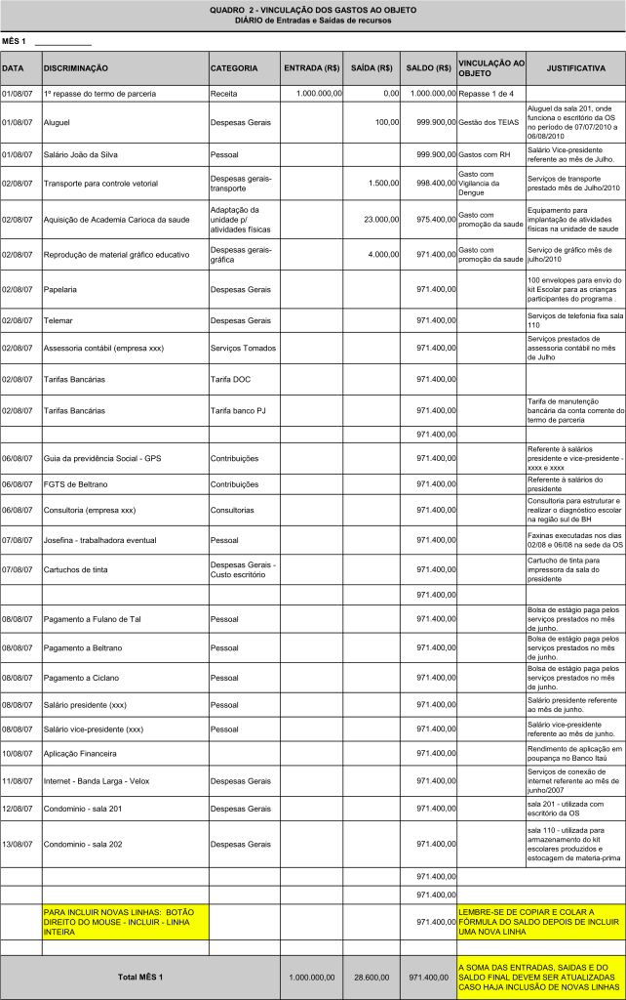 QUADRO 2 - VINCULAÇÃO DOS GASTOS AO OBJETO
DIÁRIO de Entradas e Saídas de recursos
MÊS 1
DATA DISCRIMINAÇÃO CATEGORIA ENTRADA (R$) SAÍDA (R$) SALDO (R$) VINCULAÇÃO AO OBJETO JUSTIFICATIVA
01/08/07 1º repasse do termo de parceria Receita 1.000.000,00 0,00 1.000.000,00 Repasse 1 de 4
01/08/07 Aluguel Despesas Gerais 100,00 999.900,00 Gestão dos TEIAS Aluguel da sala 201, onde funciona o escritório da OS no período de 07/07/2010 a 06/08/2010
01/08/07 Salário João da Silva Pessoal 999.900,00 Gastos com RH Salário Vice-presidente referente ao mês de Julho.
02/08/07 Transporte para controle vetorial Despesas gerais-transporte 1.500,00 998.400,00 Gasto com Vigilancia da Dengue Serviços de transporte prestado mês de Julho/2010
02/08/07 Aquisição de Academia Carioca da saude Adaptação da unidade p/ atividades físicas 23.000,00 975.400,00 Gasto com promoção da saude Equipamento para implantação de atividades físicas na unidade de saude
02/08/07 Reprodução de material gráfico educativo Despesas gerais-gráfica 4.000,00 971.400,00 Gasto com promoção da saude Serviço de gráfico mês de julho/2010
02/08/07 Papelaria Despesas Gerais 971.400,00 100 envelopes para envio do kit Escolar para as crianças participantes do programa .
02/08/07 Telemar Despesas Gerais 971.400,00 Serviços de telefonia fixa sala 110
02/08/07 Assessoria contábil (empresa xxx) Serviços Tomados 971.400,00 Serviços prestados de assessoria contábil no mês de Julho
02/08/07 Tarifas Bancárias Tarifa DOC 971.400,00
02/08/07 Tarifas Bancárias Tarifa banco PJ 971.400,00 Tarifa de manutenção bancária da conta corrente do termo de parceria
971.400,00
06/08/07 Guia da previdência Social - GPS Contribuições 971.400,00 Referente à salários presidente e vice-presidente - xxxx e xxxx
06/08/07 FGTS de Beltrano Contribuições 971.400,00 Referente à salários do presidente
06/08/07 Consultoria (empresa xxx) Consultorias 971.400,00 Consultoria para estruturar e realizar o diagnóstico escolar na região sul de BH
07/08/07 Josefina - trabalhadora eventual Pessoal 971.400,00 Faxinas executadas nos dias 02/08 e 06/08 na sede da OS
07/08/07 Cartuchos de tinta Despesas Gerais - Custo escritório 971.400,00 Cartucho de tinta para impressora da sala do presidente
971.400,00
08/08/07 Pagamento a Fulano de Tal Pessoal 971.400,00 Bolsa de estágio paga pelos serviços prestados no mês de junho.
08/08/07 Pagamento a Beltrano Pessoal 971.400,00 Bolsa de estágio paga pelos serviços prestados no mês de junho.
08/08/07 Pagamento a Ciclano Pessoal 971.400,00 Bolsa de estágio paga pelos serviços prestados no mês de junho.
08/08/07 Salário presidente (xxx) Pessoal 971.400,00 Salário presidente referente ao mês de junho.
08/08/07 Salário vice-presidente (xxx) Pessoal 971.400,00 Salário vice-presidente referente ao mês de junho.
10/08/07 Aplicação Financeira 971.400,00 Rendimento de aplicação em poupança no Banco Itaú
11/08/07 Internet - Banda Larga - Velox Despesas Gerais 971.400,00 Serviços de conexão de internet referente ao mês de junho/2007
12/08/07 Condominio - sala 201 Despesas Gerais 971.400,00 sala 201 - utilizada com escritório da OS
13/08/07 Condominio - sala 202 Despesas Gerais 971.400,00 sala 110 - utilizada para armazenamento do kit escolares produzidos e estocagem de materia-prima
971.400,00
971.400,00
PARA INCLUIR NOVAS LINHAS: BOTÃO DIREITO DO MOUSE - INCLUIR - LINHA INTEIRA 971.400,00 LEMBRE-SE DE COPIAR E COLAR A FÓRMULA DO SALDO DEPOIS DE INCLUIR UMA NOVA LINHA
Total MÊS 1 1.000.000,00 28.600,00 971.400,00 A SOMA DAS ENTRADAS, SAIDAS E DO SALDO FINAL DEVEM SER ATUALIZADAS CASO HAJA INCLUSÃO DE NOVAS LINHAS